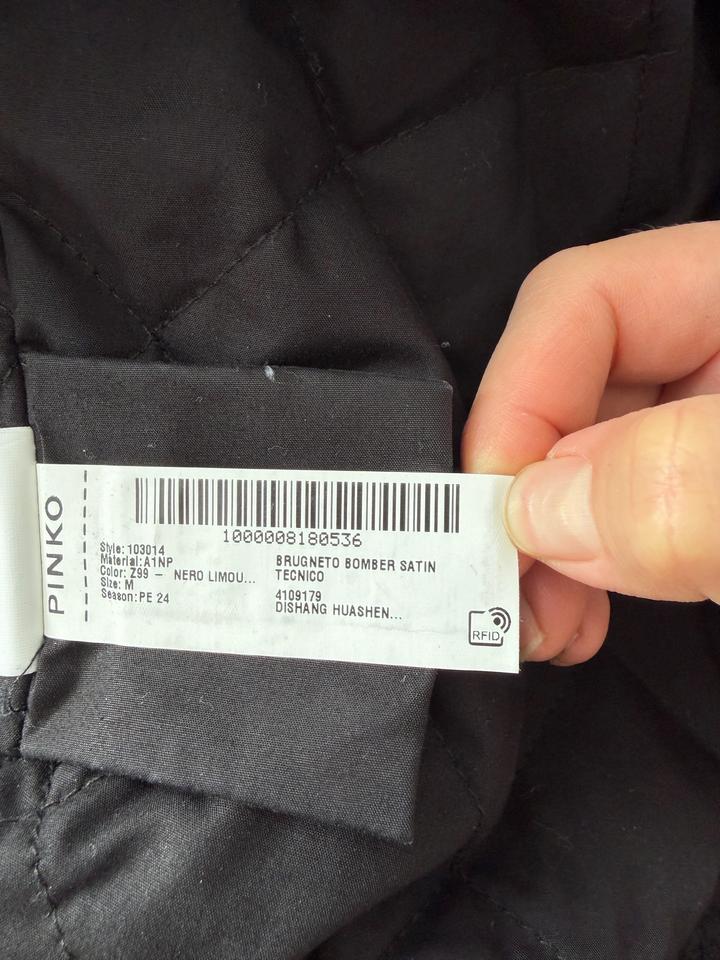 PINKO
1000008180536
Style: 103014
Material: A1NP
Color: Z99 - NERO LIMOU...
Size: M
Season: PE 24
BRUGNETO BOMBER SATIN
TECNICO
4109179
DISHANG HUASHEN...
RFID